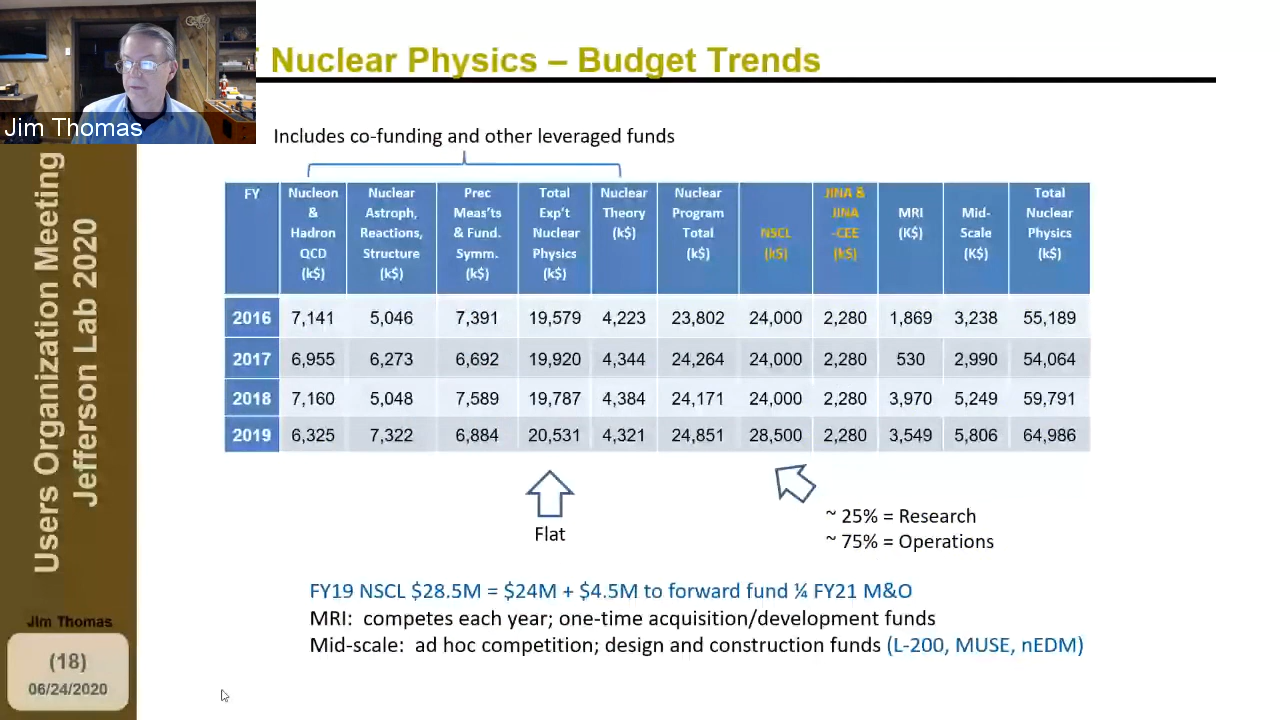 Jim Thomas
Nuclear Physics – Budget Trends
Users Organization Meeting
Jefferson Lab 2020
Jim Thomas
(18)
06/24/2020
Includes co-funding and other leveraged funds
FY Nucleon & Hadron QCD (k$) Nuclear Astroph, Reactions, Structure (k$) Prec Meas'ts & Fund. Symm. (k$) Total Exp't Nuclear Physics (k$) Nuclear Theory (k$) Nuclear Program Total (k$) NSCL (k$) JINA & JINA -CEE (k$) MRI (K$) Mid- Scale (K$) Total Nuclear Physics (k$)
2016 7,141 5,046 7,391 19,579 4,223 23,802 24,000 2,280 1,869 3,238 55,189
2017 6,955 6,273 6,692 19,920 4,344 24,264 24,000 2,280 530 2,990 54,064
2018 7,160 5,048 7,589 19,787 4,384 24,171 24,000 2,280 3,970 5,249 59,791
2019 6,325 7,322 6,884 20,531 4,321 24,851 28,500 2,280 3,549 5,806 64,986
Flat
~ 25% = Research
~ 75% = Operations
FY19 NSCL $28.5M = $24M + $4.5M to forward fund ¼ FY21 M&O
MRI: competes each year; one-time acquisition/development funds
Mid-scale: ad hoc competition; design and construction funds (L-200, MUSE, nEDM)